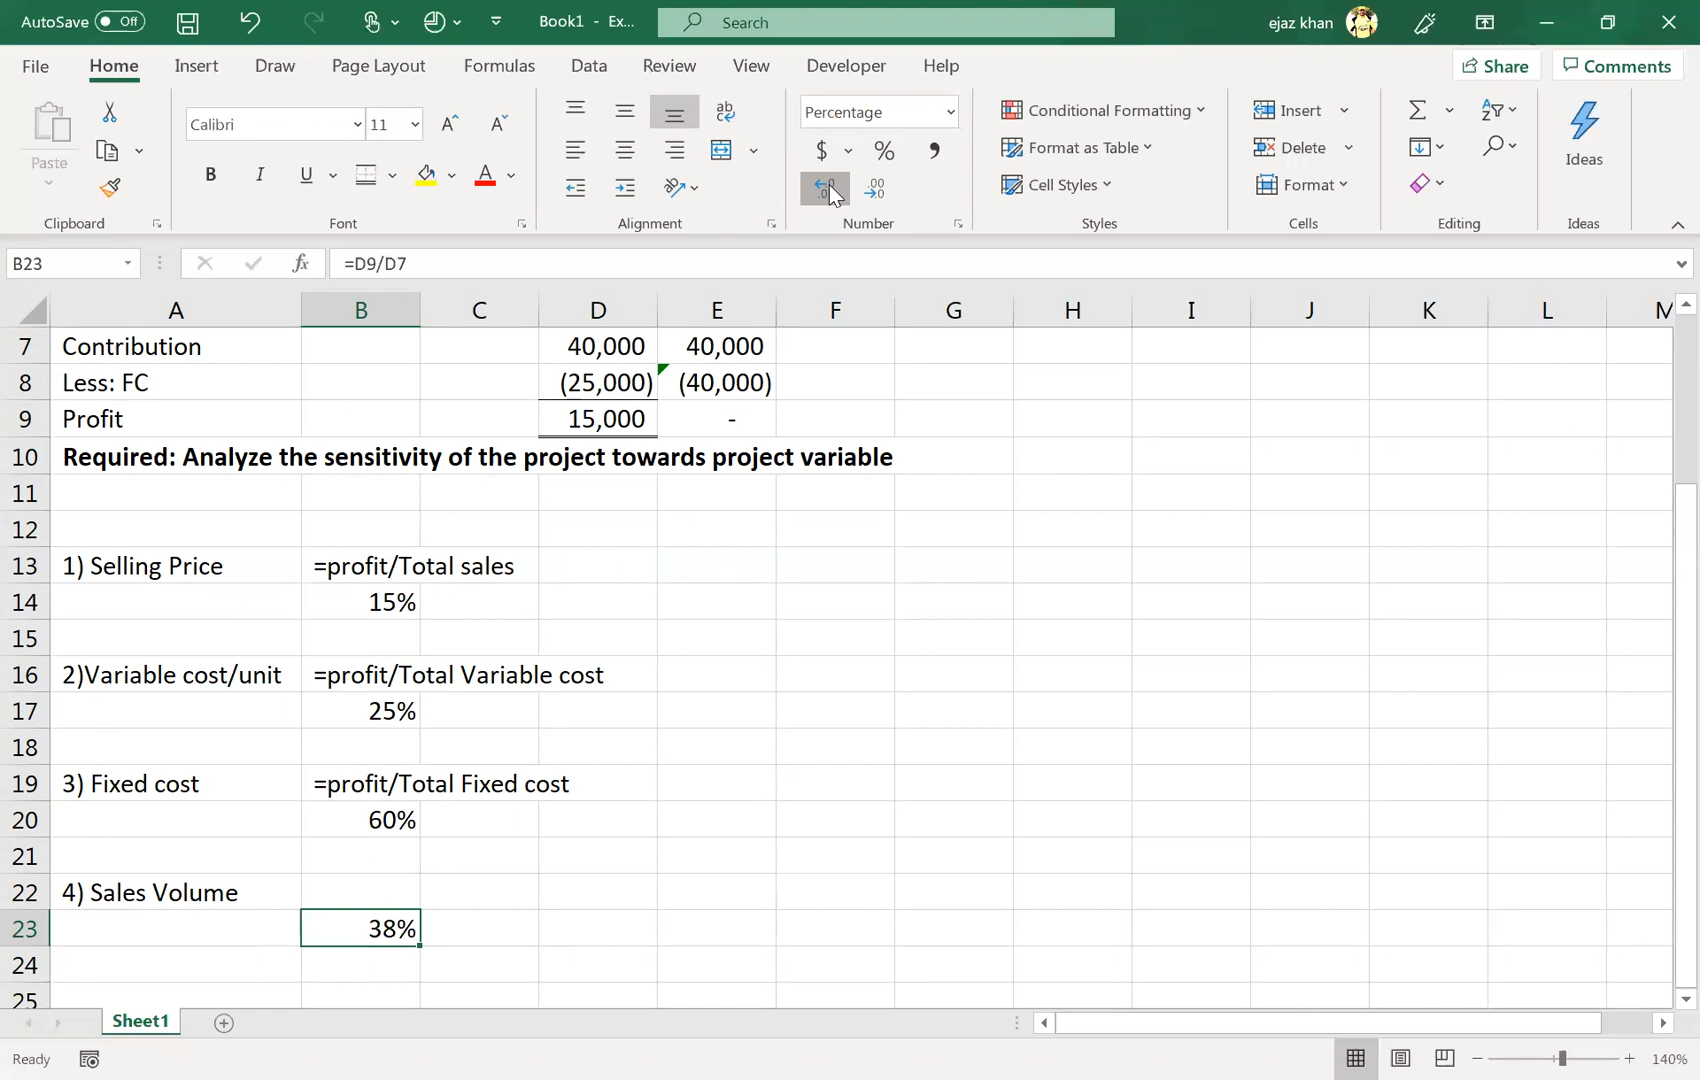 AutoSave Off Book1 - Ex... Search ejaz khan
File Home Insert Draw Page Layout Formulas Data Review View Developer Help Share Comments
Paste Calibri 11 A^ A˅ ab Percentage Conditional Formatting Insert Σ Ideas
B I U A $ % , Format as Table Delete
.00 Cell Styles Format
Clipboard Font Alignment Number Styles Cells Editing Ideas
B23 fx =D9/D7
A B C D E F G H I J K L M
7 Contribution 40,000 40,000
8 Less: FC (25,000) (40,000)
9 Profit 15,000 -
10 Required: Analyze the sensitivity of the project towards project variable
11
12
13 1) Selling Price =profit/Total sales
14 15%
15
16 2)Variable cost/unit =profit/Total Variable cost
17 25%
18
19 3) Fixed cost =profit/Total Fixed cost
20 60%
21
22 4) Sales Volume
23 38%
24
25
Sheet1
Ready 140%